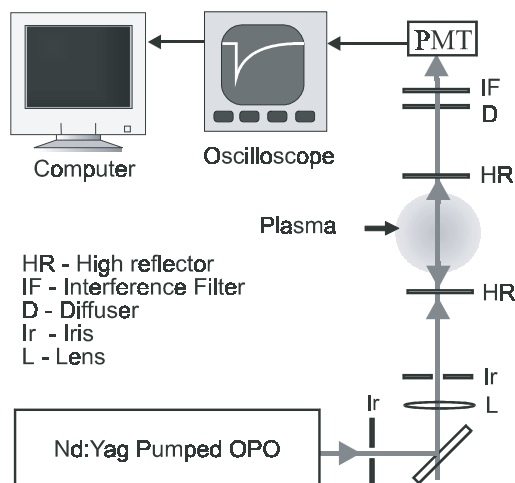 PMT
IF
D
Computer
Oscilloscope
HR
Plasma
HR - High reflector
IF - Interference Filter
D - Diffuser
Ir - Iris
L - Lens
HR
Ir
Ir
L
Nd:Yag Pumped OPO